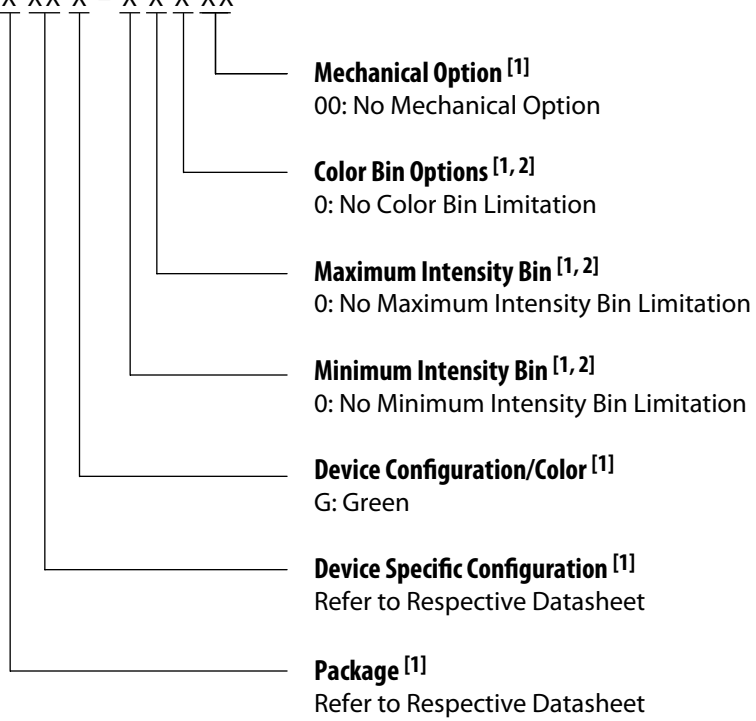 X XX X - X X X XX
Mechanical Option [1]
00: No Mechanical Option
Color Bin Options [1, 2]
0: No Color Bin Limitation
Maximum Intensity Bin [1, 2]
0: No Maximum Intensity Bin Limitation
Minimum Intensity Bin [1, 2]
0: No Minimum Intensity Bin Limitation
Device Configuration/Color [1]
G: Green
Device Specific Configuration [1]
Refer to Respective Datasheet
Package [1]
Refer to Respective Datasheet